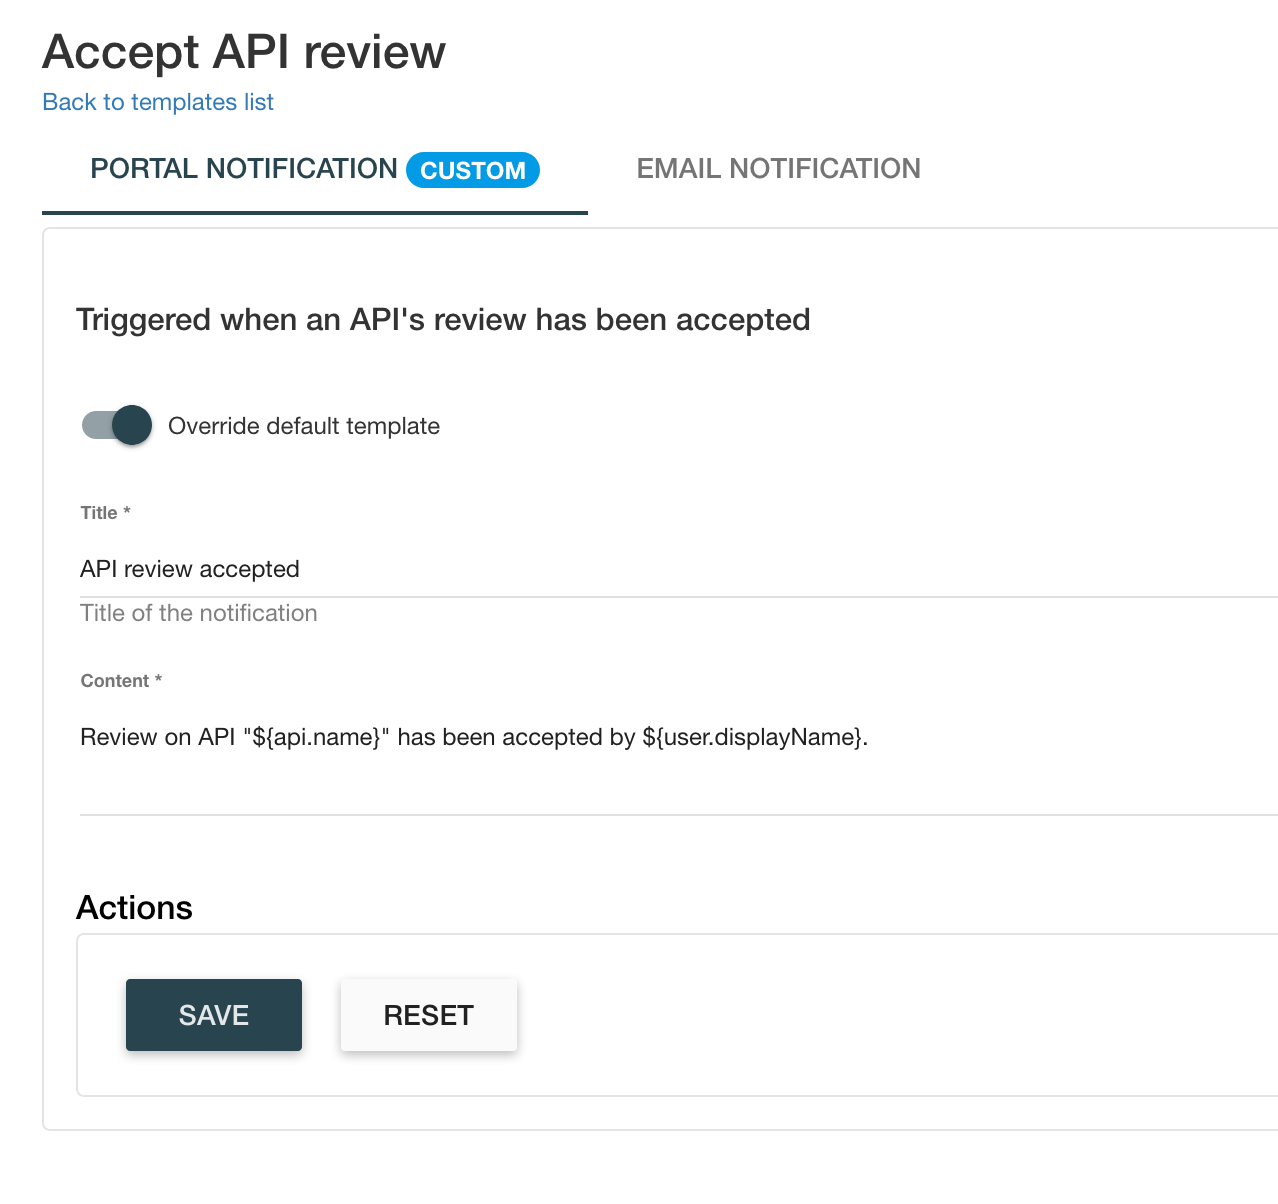 Accept API review
Back to templates list
PORTAL NOTIFICATION CUSTOM EMAIL NOTIFICATION
Triggered when an API's review has been accepted
Override default template
Title *
API review accepted
Title of the notification
Content *
Review on API "${api.name}" has been accepted by ${user.displayName}.
Actions
SAVE RESET